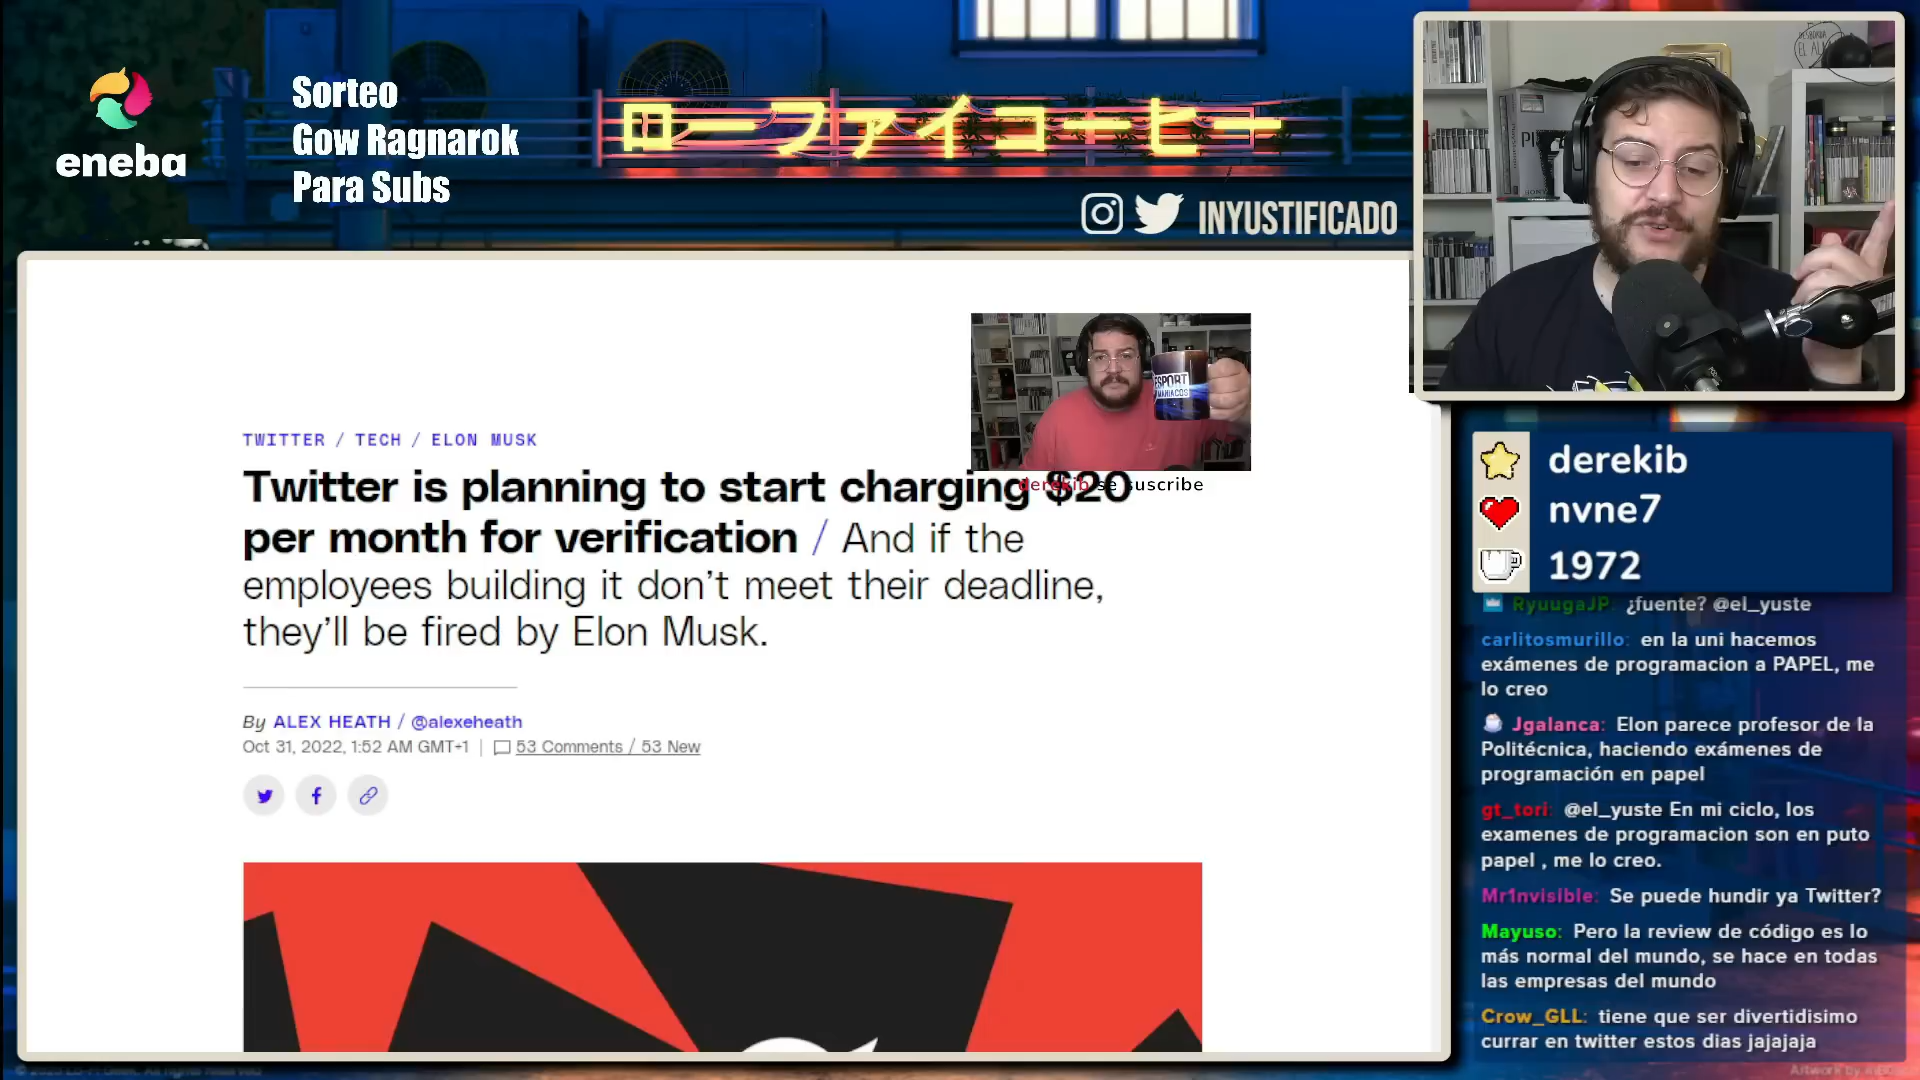 eneba
Sorteo
Gow Ragnarok
Para Subs
ローファイコーヒー
INYUSTIFICADO
TWITTER / TECH / ELON MUSK
Twitter is planning to start charging $20
per month for verification / And if the
employees building it don't meet their deadline,
they'll be fired by Elon Musk.
ESPORT
MANIACOS
derekib se suscribe
By ALEX HEATH / @alexeheath
Oct 31, 2022, 1:52 AM GMT+1 | 53 Comments / 53 New
derekib
nvne7
1972
RyuugaJP: ¿fuente? @el_yuste
carlitosmurillo: en la uni hacemos
exámenes de programacion a PAPEL, me
lo creo
Jgalanca: Elon parece profesor de la
Politécnica, haciendo exámenes de
programación en papel
gt_tori: @el_yuste En mi ciclo, los
examenes de programacion son en puto
papel , me lo creo.
Mr1nvisible: Se puede hundir ya Twitter?
Mayuso: Pero la review de código es lo
más normal del mundo, se hace en todas
las empresas del mundo
Crow_GLL: tiene que ser divertidisimo
currar en twitter estos dias jajajaja